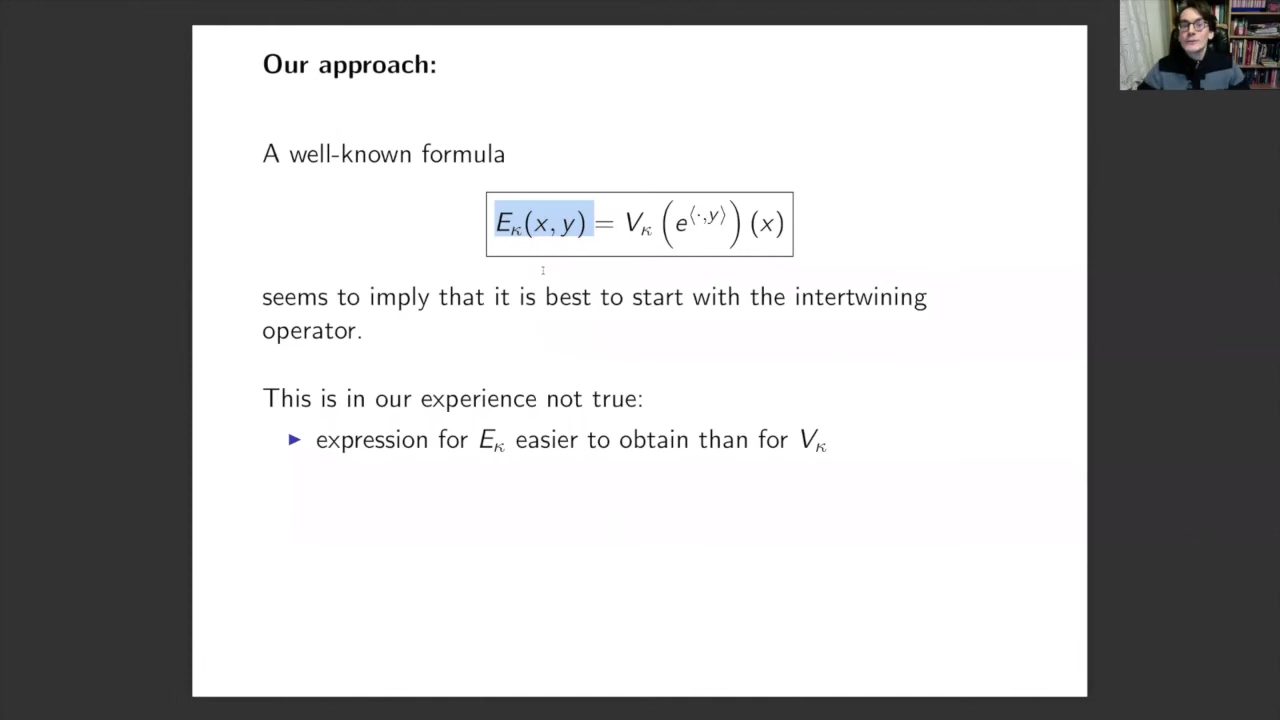 Our approach:
A well-known formula
E_κ(x, y) = V_κ (e^{⟨·,y⟩}) (x)
seems to imply that it is best to start with the intertwining
operator.
This is in our experience not true:
▶ expression for E_κ easier to obtain than for V_κ